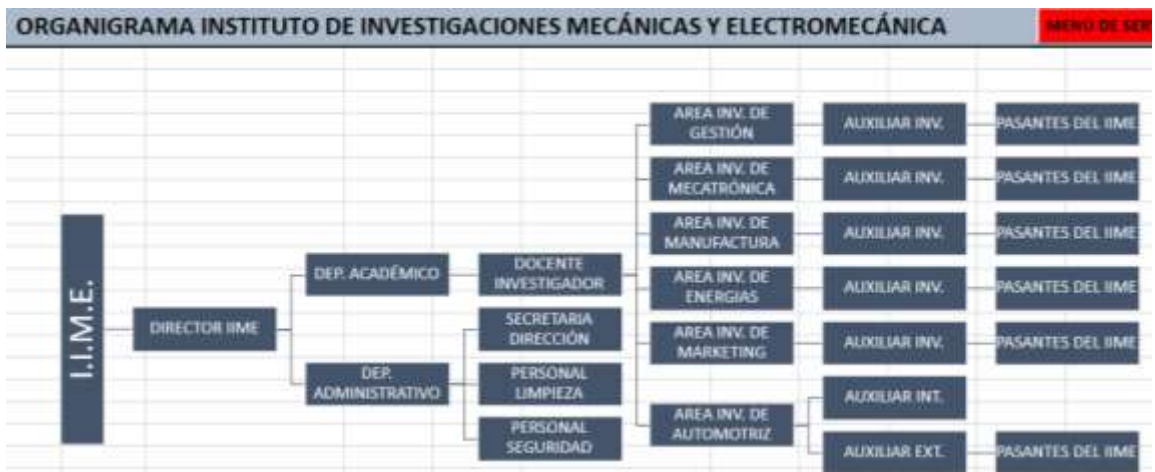 ORGANIGRAMA INSTITUTO DE INVESTIGACIONES MECÁNICAS Y ELECTROMECÁNICA
MENU DE SER
AREA INV. DE
GESTIÓN
AUXILIAR INV.
PASANTES DEL IIME
AREA INV. DE
MECATRÓNICA
AUXILIAR INV.
PASANTES DEL IIME
AREA INV. DE
MANUFACTURA
AUXILIAR INV.
PASANTES DEL IIME
I.I.M.E.
DIRECTOR IIME
DEP. ACADÉMICO
DOCENTE
INVESTIGADOR
AREA INV. DE
ENERGIAS
AUXILIAR INV.
PASANTES DEL IIME
SECRETARIA
DIRECCIÓN
AREA INV. DE
MARKETING
AUXILIAR INV.
PASANTES DEL IIME
DEP.
ADMINISTRATIVO
PERSONAL
LIMPIEZA
PERSONAL
SEGURIDAD
AREA INV. DE
AUTOMOTRIZ
AUXILIAR INT.
AUXILIAR EXT.
PASANTES DEL IIME